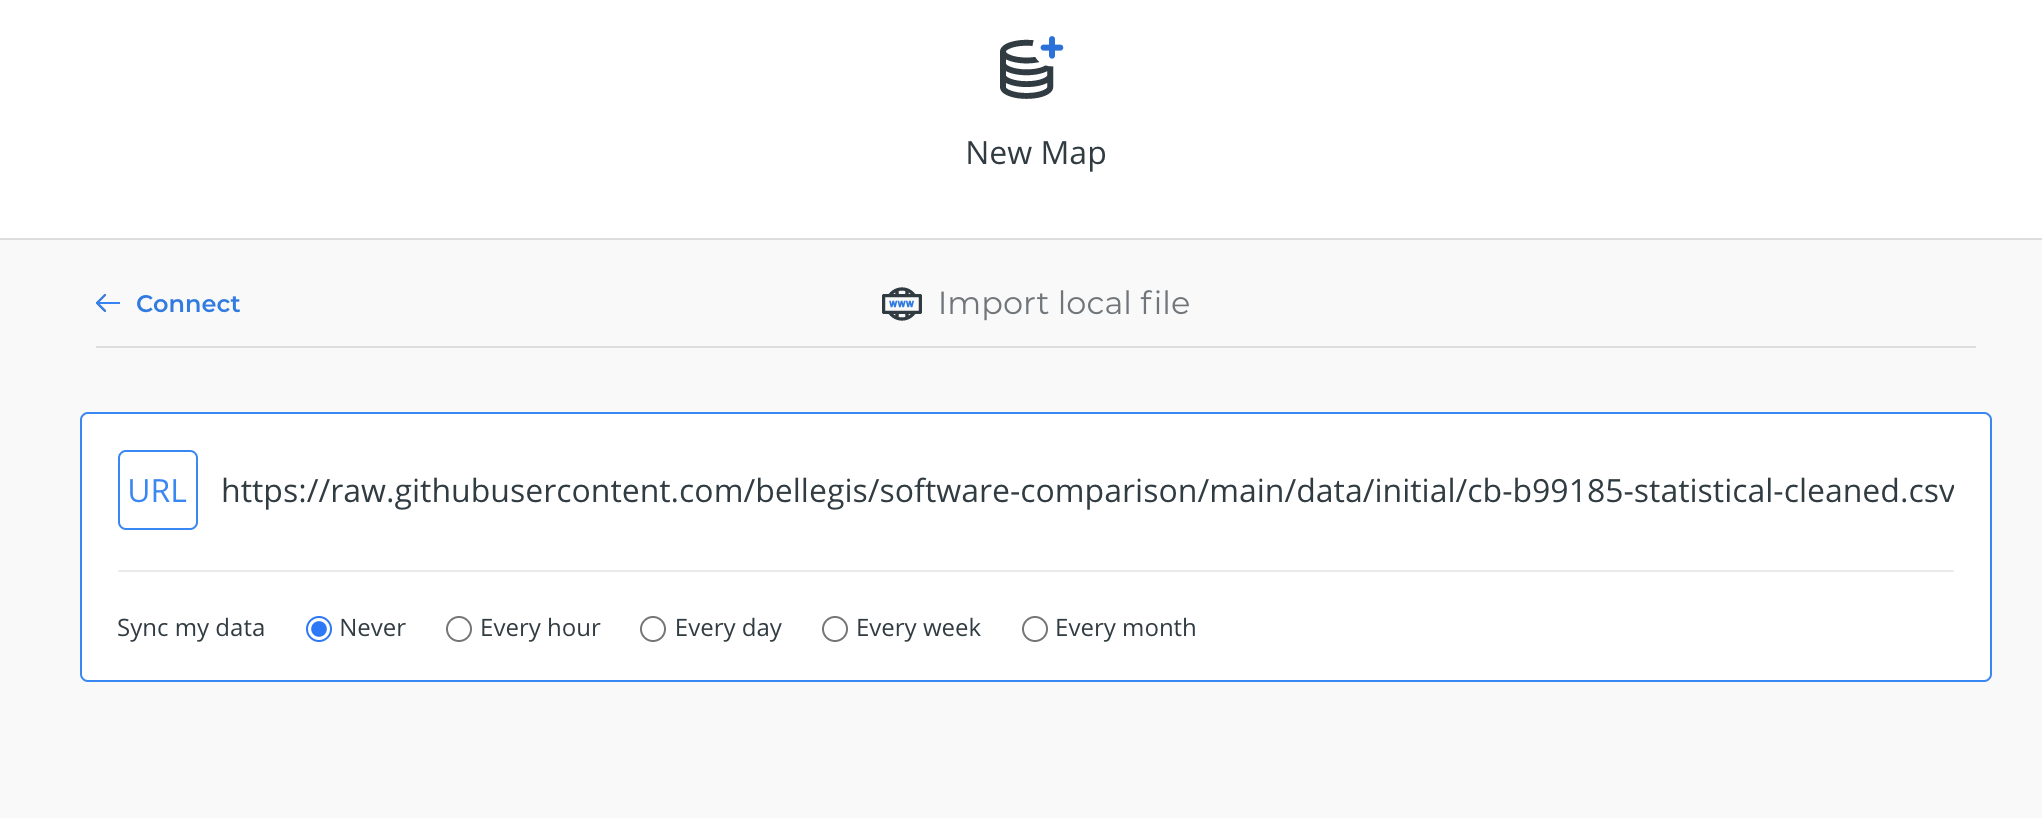 New Map
Connect
www Import local file
URL https://raw.githubusercontent.com/bellegis/software-comparison/main/data/initial/cb-b99185-statistical-cleaned.csv
Sync my data Never Every hour Every day Every week Every month